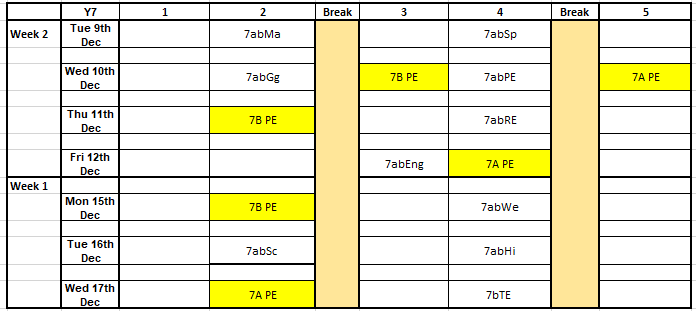 Y7 1 2 Break 3 4 Break 5
Week 2 Tue 9th Dec 7abMa 7abSp
Wed 10th Dec 7abGg 7B PE 7abPE 7A PE
Thu 11th Dec 7B PE 7abRE
Fri 12th Dec 7abEng 7A PE
Week 1
Mon 15th Dec 7B PE 7abWe
Tue 16th Dec 7abSc 7abHi
Wed 17th Dec 7A PE 7bTE